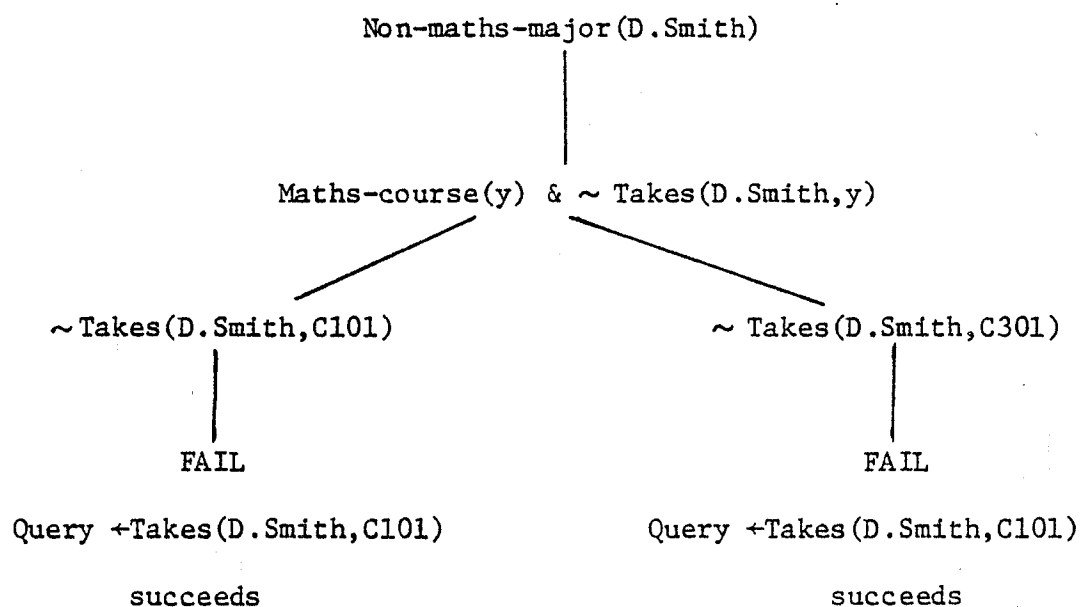 Non-maths-major(D.Smith)
Maths-course(y) & ~ Takes(D.Smith,y)
~Takes(D.Smith,C101)
~ Takes(D.Smith,C301)
FAIL
FAIL
Query ←Takes(D.Smith,C101)
Query ←Takes(D.Smith,C101)
succeeds
succeeds